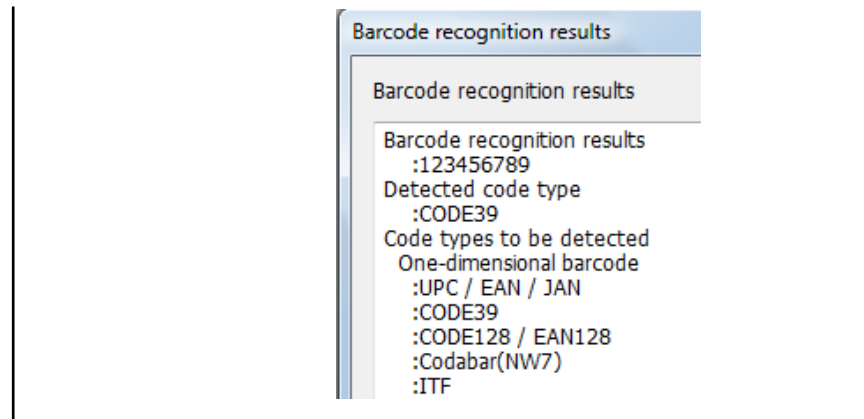 Barcode recognition results
Barcode recognition results
Barcode recognition results
:123456789
Detected code type
:CODE39
Code types to be detected
One-dimensional barcode
:UPC / EAN / JAN
:CODE39
:CODE128 / EAN128
:Codabar(NW7)
:ITF